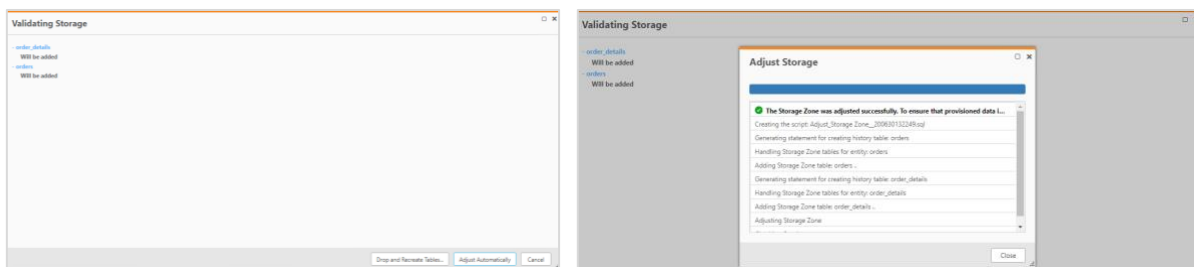 Validating Storage
order_details
Will be added
orders
Will be added
Drop and Recreate Tables...
Adjust Automatically
Cancel
Validating Storage
order_details
Will be added
orders
Will be added
Adjust Storage
The Storage Zone was adjusted successfully. To ensure that provisioned data i...
Creating the script: Adjust_Storage Zone__200630132249.sql
Generating statement for creating history table: orders
Handling Storage Zone tables for entity: orders
Adding Storage Zone table: orders ..
Generating statement for creating history table: order_details
Handling Storage Zone tables for entity: order_details
Adding Storage Zone table: order_details ..
Adjusting Storage Zone
Close